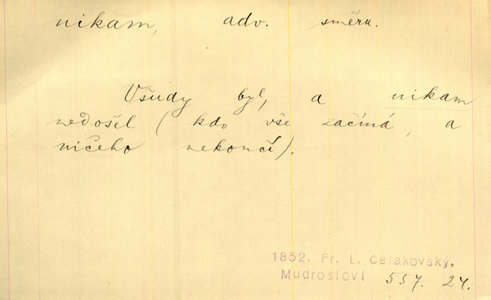 nikam, adv. směru.
Všudy byl, a nikam
nedošel (kdo vše začíná, a
ničeho nekončí).
1852. Fr. L. Čelakovský,
Mudrosloví 557. 24.